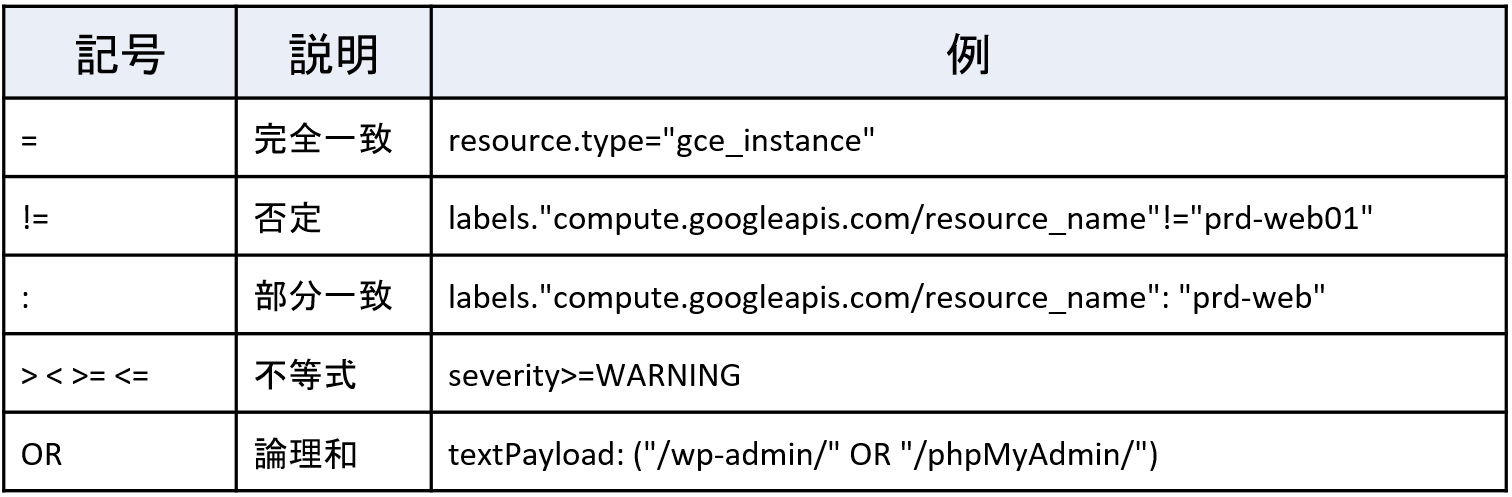 記号 説明 例
= 完全一致 resource.type="gce_instance"
!= 否定 labels."compute.googleapis.com/resource_name"!="prd-web01"
: 部分一致 labels."compute.googleapis.com/resource_name": "prd-web"
> < >= <= 不等式 severity>=WARNING
OR 論理和 textPayload: ("/wp-admin/" OR "/phpMyAdmin/")